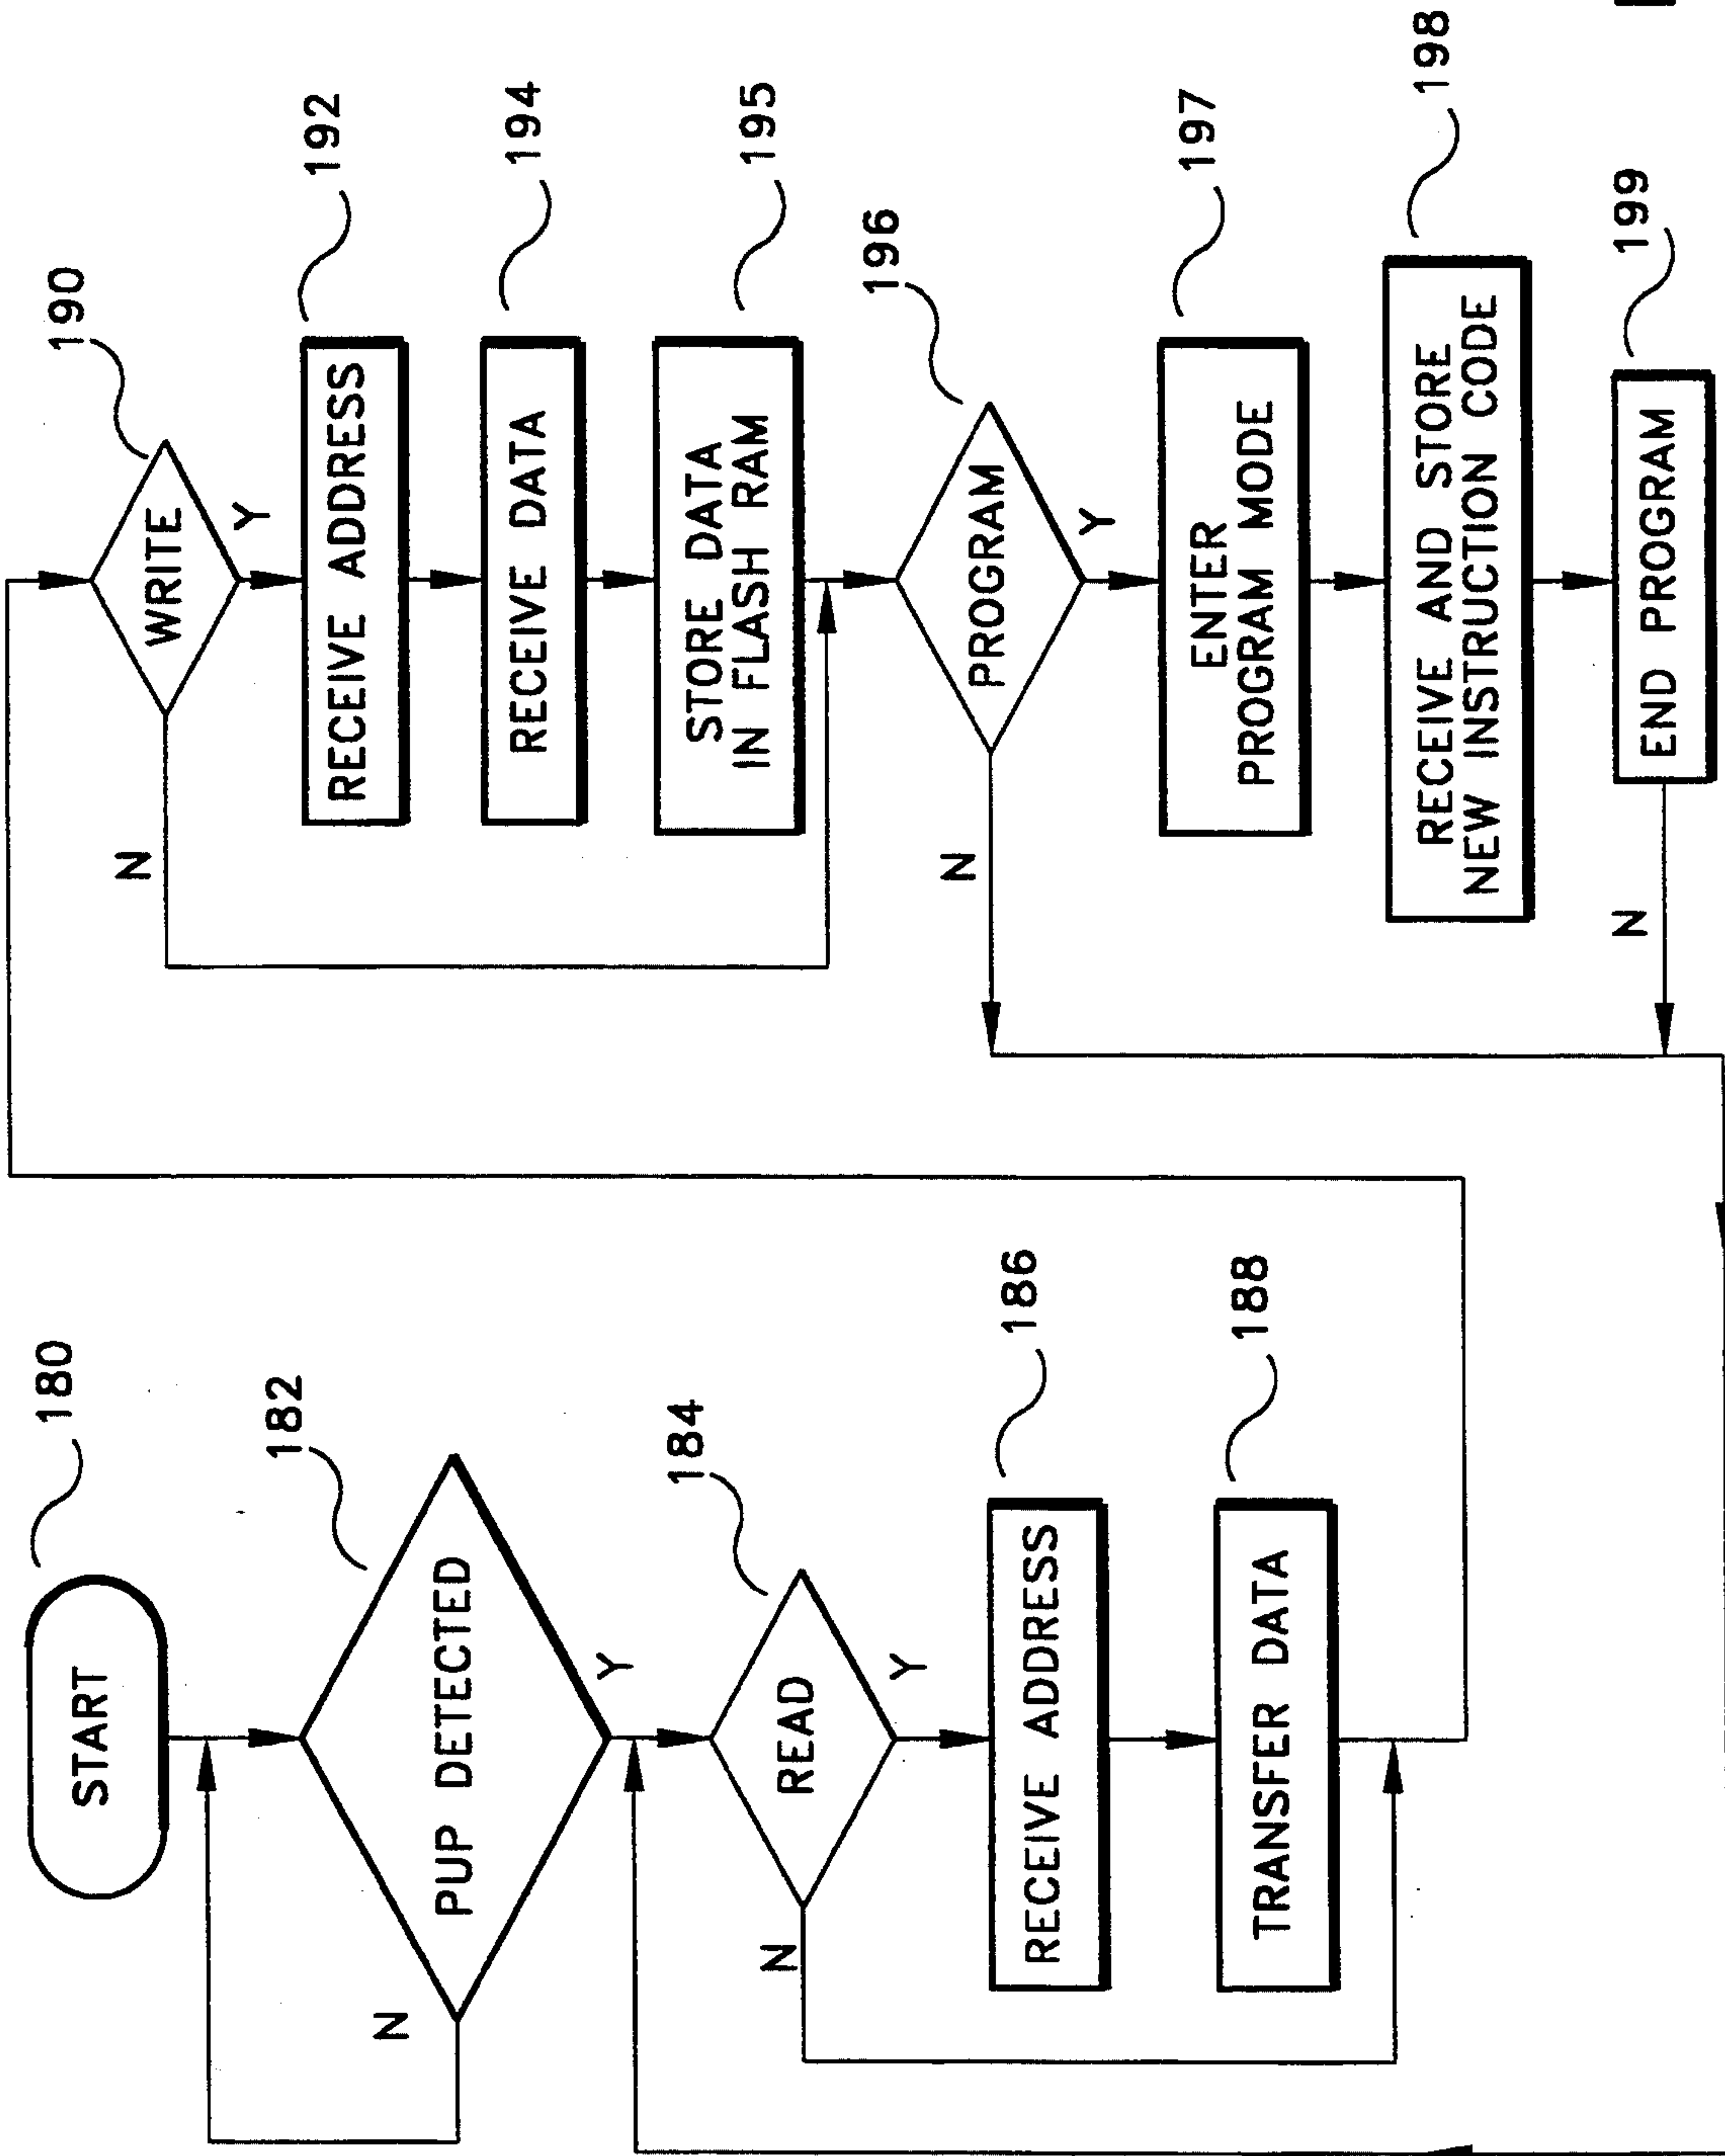 180
START
182
PUP DETECTED
N
Y
184
READ
N
Y
186
RECEIVE ADDRESS
188
TRANSFER DATA
190
WRITE
N
Y
192
RECEIVE ADDRESS
194
RECEIVE DATA
195
STORE DATA
IN FLASH RAM
196
PROGRAM
N
Y
197
ENTER
PROGRAM MODE
198
RECEIVE AND STORE
NEW INSTRUCTION CODE
199
END PROGRAM
N